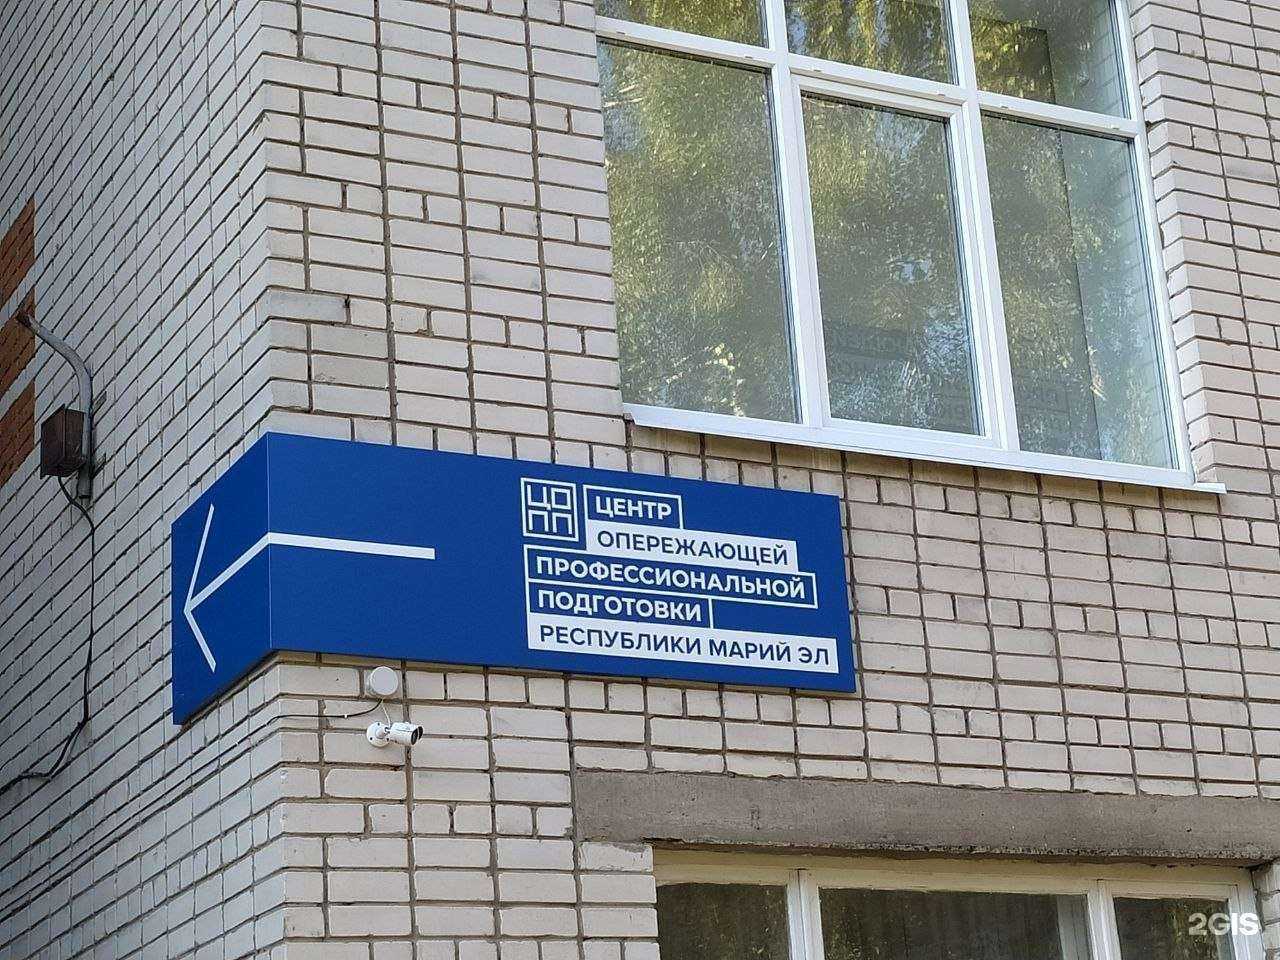 ЦО
ПП
ЦЕНТР
ОПЕРЕЖАЮЩЕЙ
ПРОФЕССИОНАЛЬНОЙ
ПОДГОТОВКИ
РЕСПУБЛИКИ МАРИЙ ЭЛ
2GIS